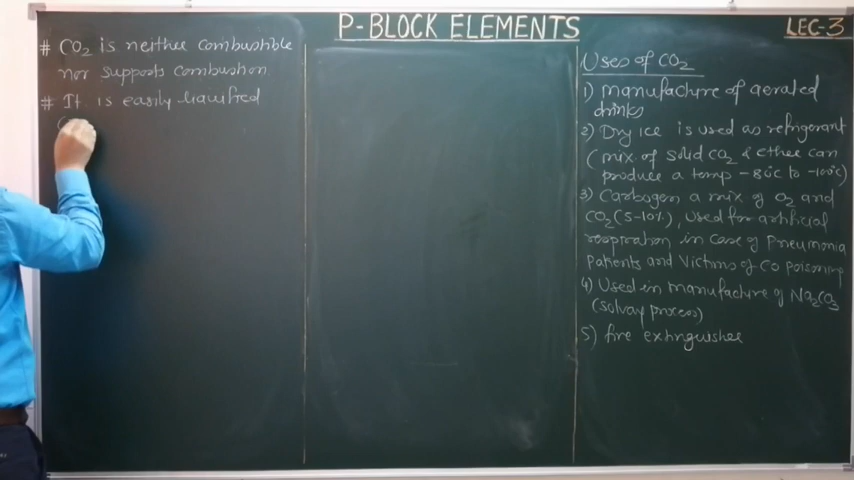 P-BLOCK ELEMENTS
LEC-3
# CO2 is neither combustible
nor supports combustion.
# It is easily liquified
(
Uses of CO2
1) manufacture of aerated
drinks
2) Dry ice is used as refrigerant
(mix. of solid CO2 & ether can
produce a temp -80°C to -100°C)
3) Carbogen a mix of O2 and
CO2 (5-10%), used for artificial
respiration in case of Pneumonia
Patients and Victims of CO poisoning
4) Used in manufacture of Na2CO3
(solvay process)
5) fire extinguisher